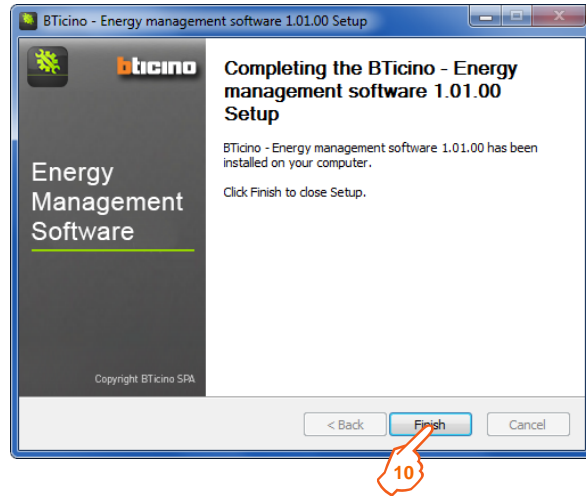 BTicino - Energy management software 1.01.00 Setup
bticino
Energy
Management
Software
Copyright BTicino SPA
Completing the BTicino - Energy
management software 1.01.00
Setup
BTicino - Energy management software 1.01.00 has been
installed on your computer.
Click Finish to close Setup.
< Back
Finish
Cancel
10